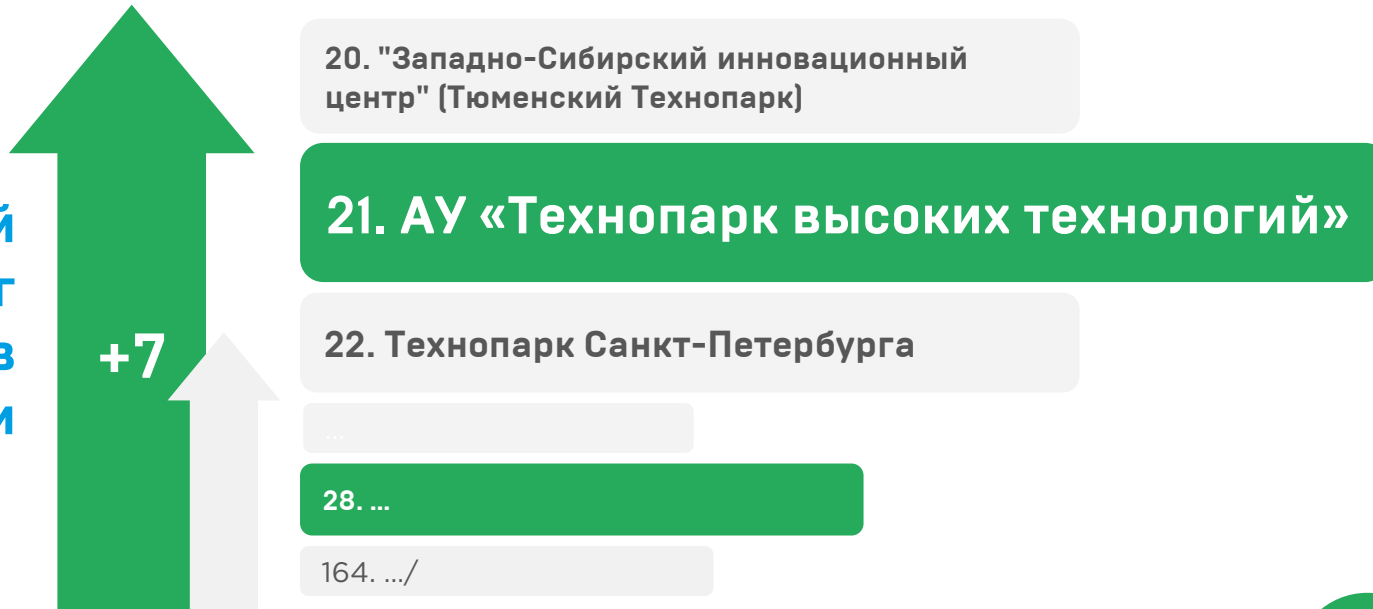 й
г
в
и
+7
20. "Западно-Сибирский инновационный
центр" (Тюменский Технопарк)
21. АУ «Технопарк высоких технологий»
22. Технопарк Санкт-Петербурга
...
28. ...
164. .../